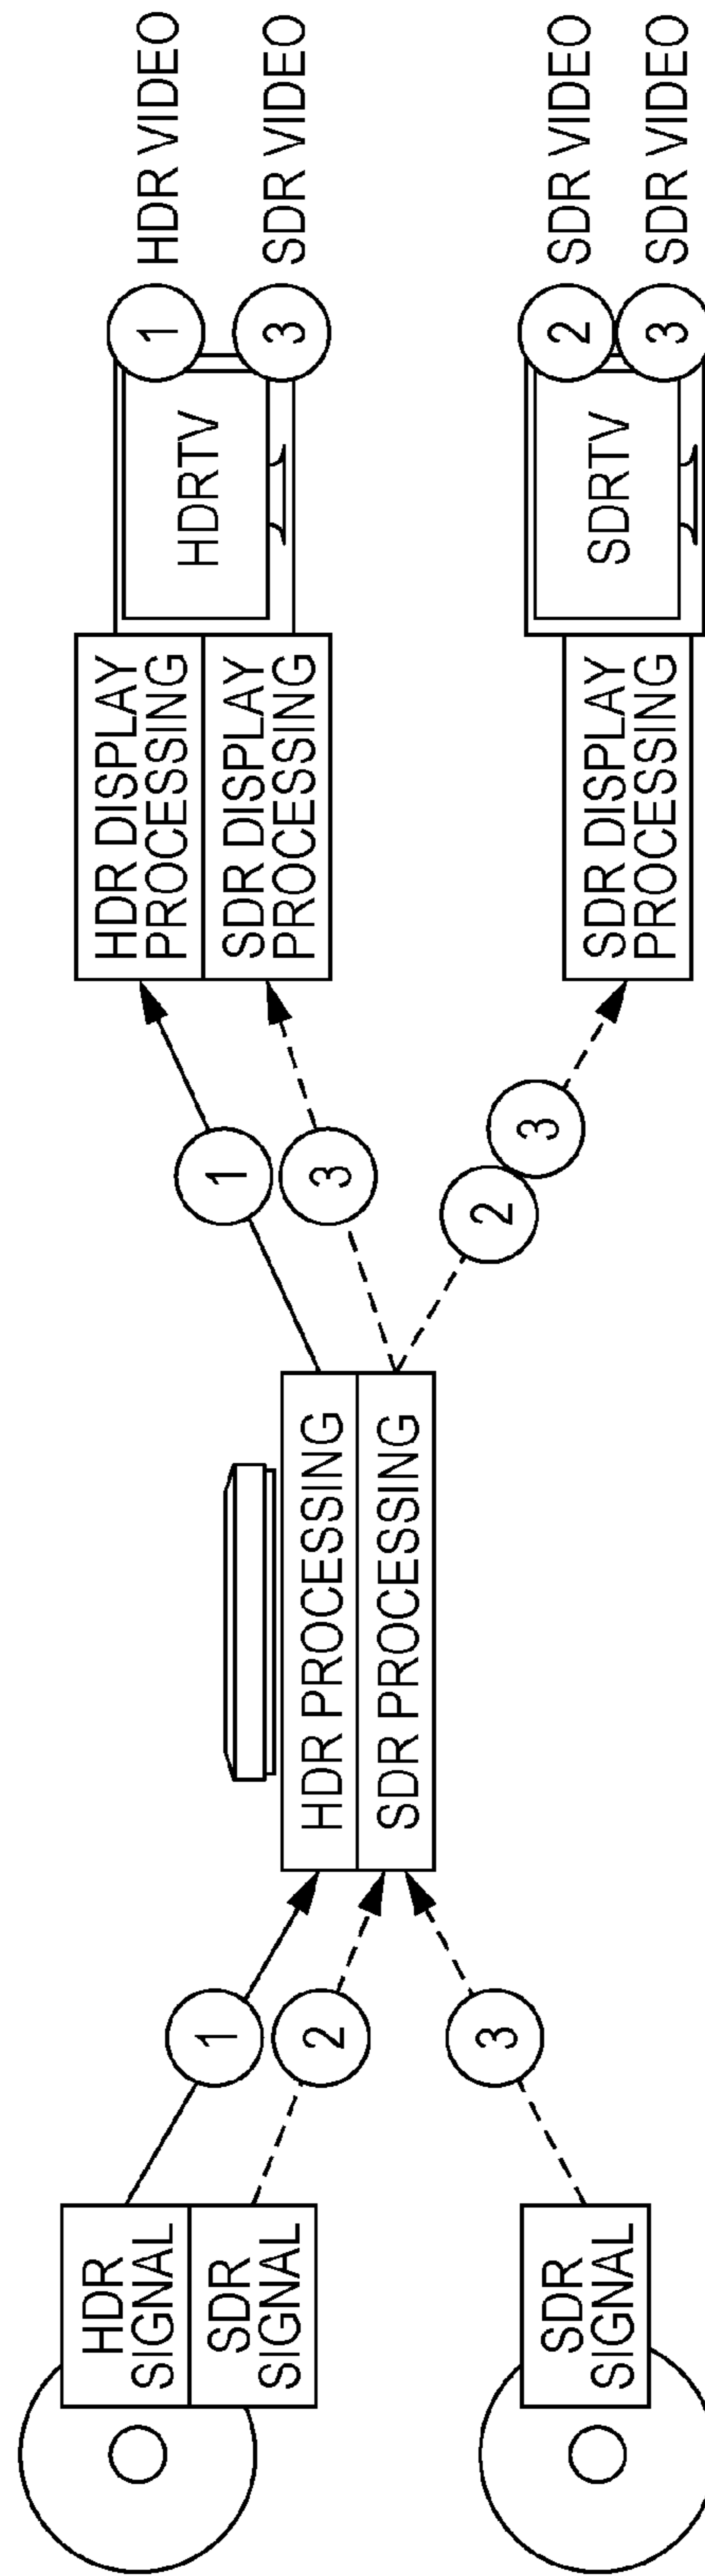 HDR
SIGNAL
SDR
SIGNAL
SDR
SIGNAL
1
2
3
HDR PROCESSING
SDR PROCESSING
1
3
2
3
HDR DISPLAY
PROCESSING
SDR DISPLAY
PROCESSING
SDR DISPLAY
PROCESSING
HDRTV
SDRTV
1
HDR VIDEO
3
SDR VIDEO
2
SDR VIDEO
3
SDR VIDEO